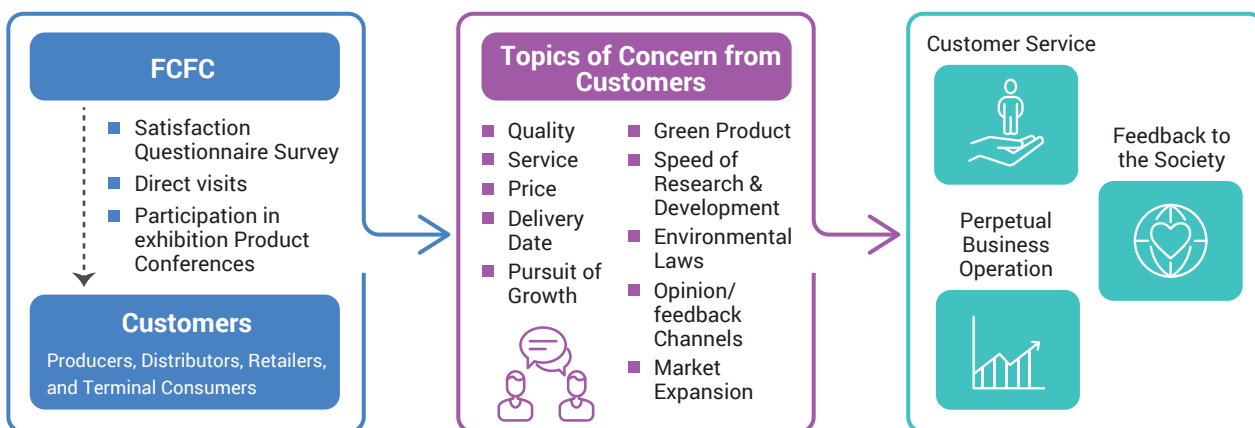 FCFC
Satisfaction
Questionnaire Survey
Direct visits
Participation in
exhibition Product
Conferences
Customers
Producers, Distributors, Retailers,
and Terminal Consumers
Topics of Concern from
Customers
Quality
Service
Price
Delivery
Date
Pursuit of
Growth
Green Product
Speed of
Research &
Development
Environmental
Laws
Opinion/
feedback
Channels
Market
Expansion
Customer Service
Feedback to
the Society
Perpetual
Business
Operation